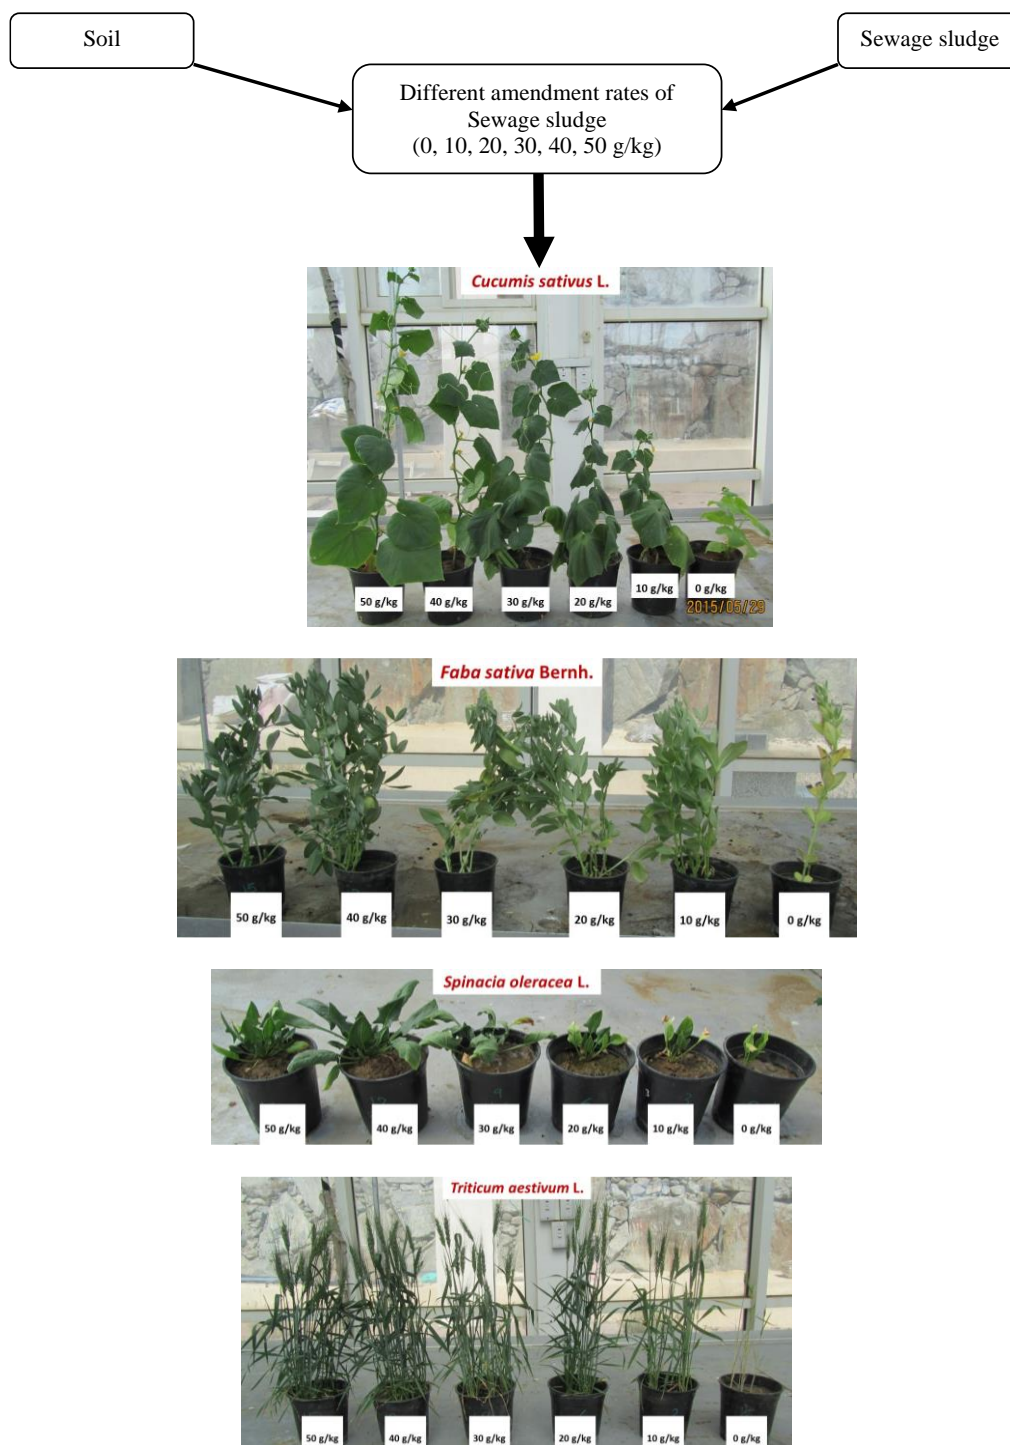 Soil
Sewage sludge
Different amendment rates of
Sewage sludge
(0, 10, 20, 30, 40, 50 g/kg)
Cucumis sativus L.
50 g/kg
40 g/kg
30 g/kg
20 g/kg
10 g/kg
0 g/kg
2015/05/29
Faba sativa Bernh.
50 g/kg
40 g/kg
30 g/kg
20 g/kg
10 g/kg
0 g/kg
Spinacia oleracea L.
50 g/kg
40 g/kg
30 g/kg
20 g/kg
10 g/kg
0 g/kg
Triticum aestivum L.
50 g/kg
40 g/kg
30 g/kg
20 g/kg
10 g/kg
0 g/kg